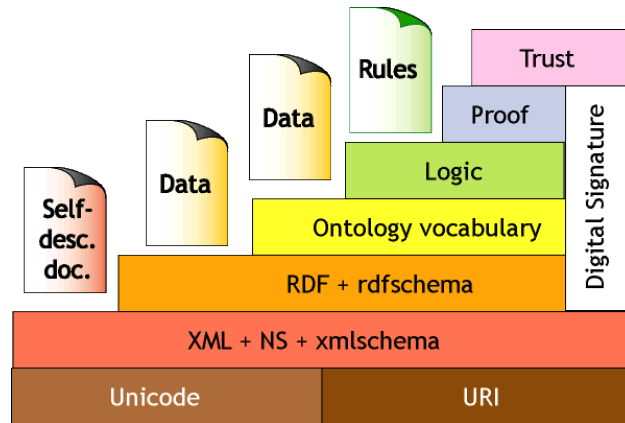 Trust
Rules
Proof
Data
Logic
Data
Digital Signature
Self-
desc.
doc.
Ontology vocabulary
RDF + rdfschema
XML + NS + xmlschema
Unicode
URI